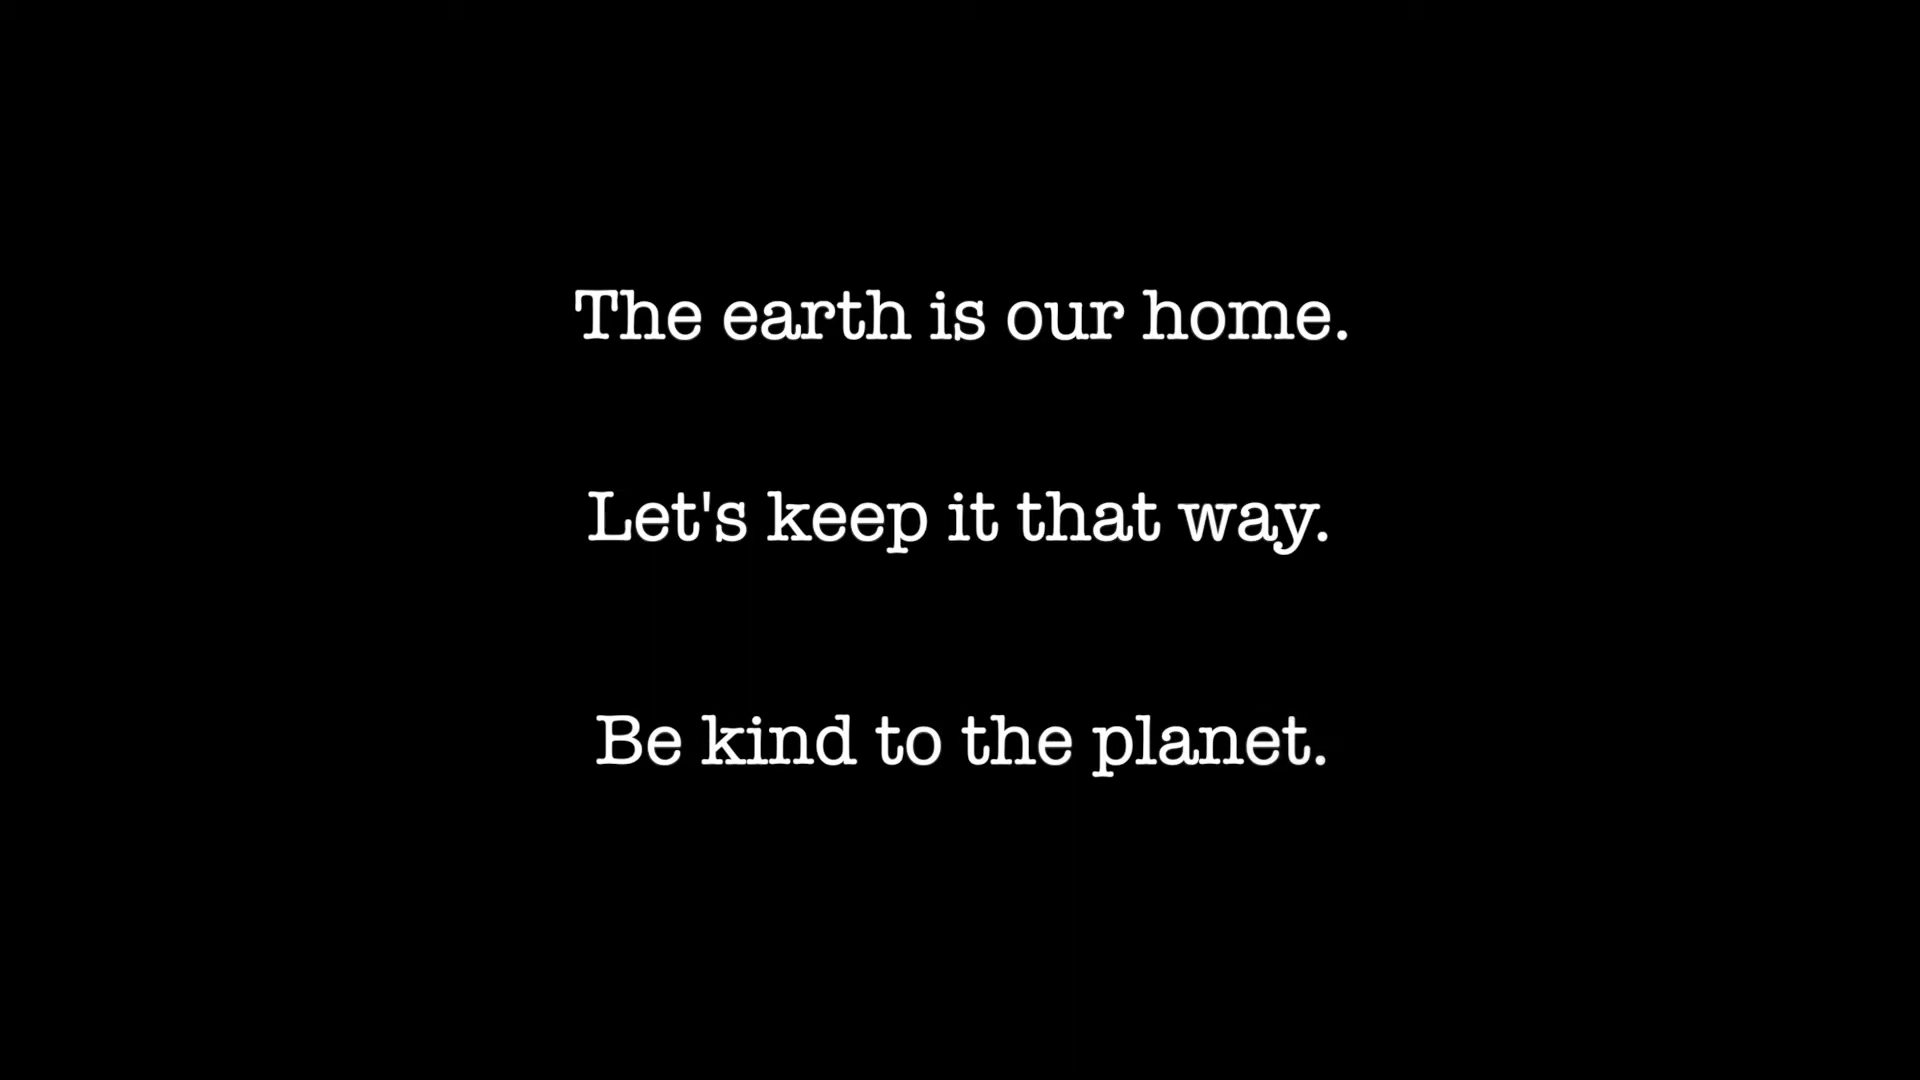 The earth is our home.
Let's keep it that way.
Be kind to the planet.